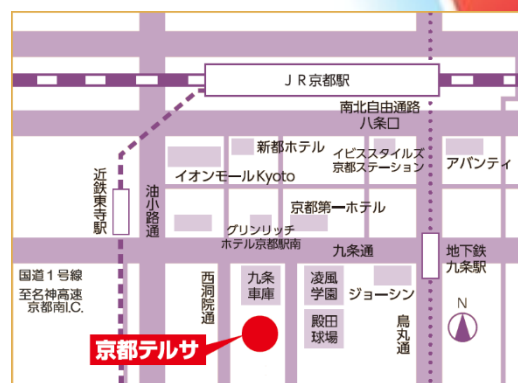 JR京都駅
南北自由通路
八条口
新都ホテル
イビススタイルズ
京都ステーション
アバンティ
イオンモールKyoto
近鉄東寺駅
油小路通
京都第一ホテル
グリンリッチ
ホテル京都駅南
九条通
地下鉄
九条駅
国道1号線
至名神高速
京都南I.C.
西洞院通
九条
車庫
凌風
学園
ジョーシン
烏丸通
N
殿田
球場
京都テルサ